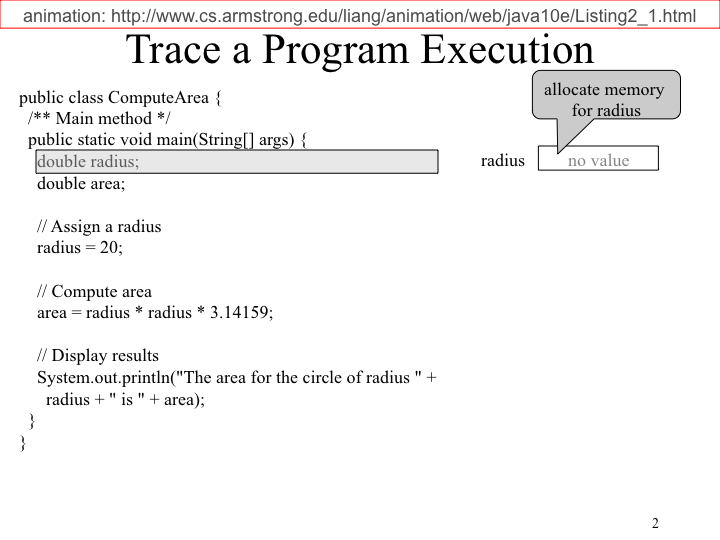 animation: http://www.cs.armstrong.edu/liang/animation/web/java10e/Listing2_1.html
Trace a Program Execution
public class ComputeArea {
/** Main method */
public static void main(String[] args) {
double radius;
double area;
// Assign a radius
radius = 20;
// Compute area
area = radius * radius * 3.14159;
// Display results
System.out.println("The area for the circle of radius " +
radius + " is " + area);
}
}
allocate memory
for radius
radius no value
2